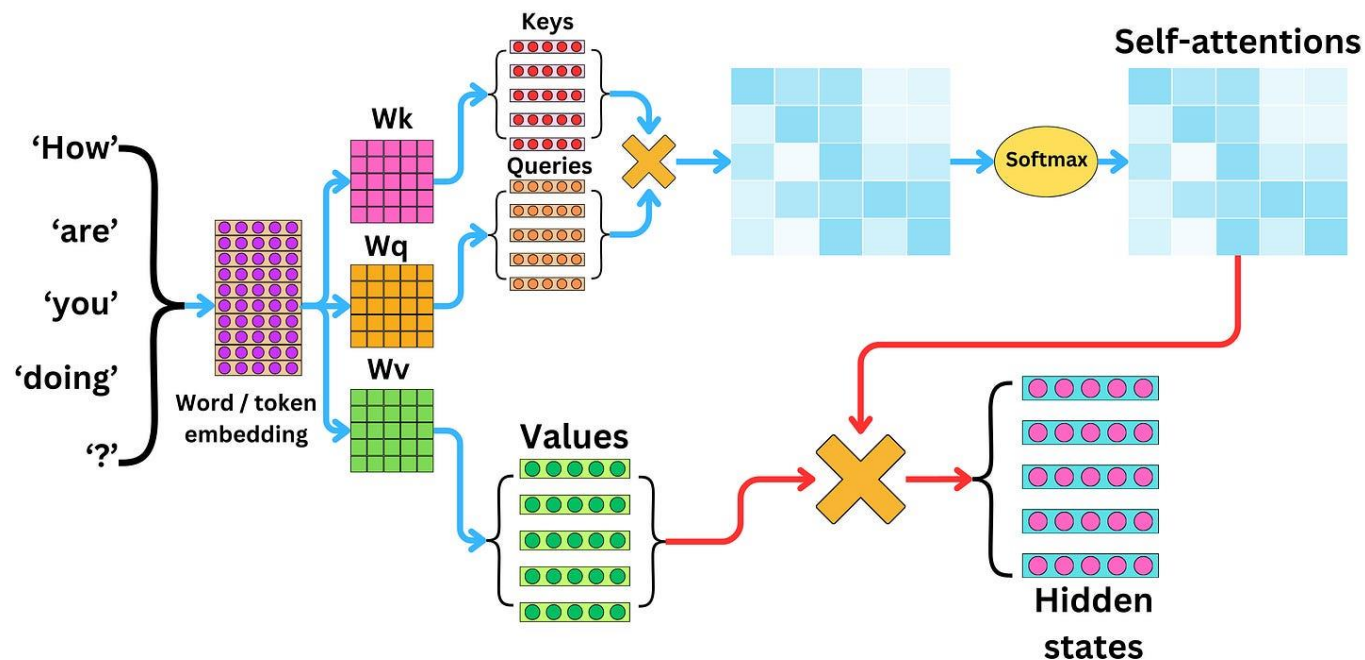 ‘How’
‘are’
‘you’
‘doing’
‘?’
Word / token
embedding
Wk
Wq
Wv
Keys
Queries
Values
Softmax
Self-attentions
Hidden
states